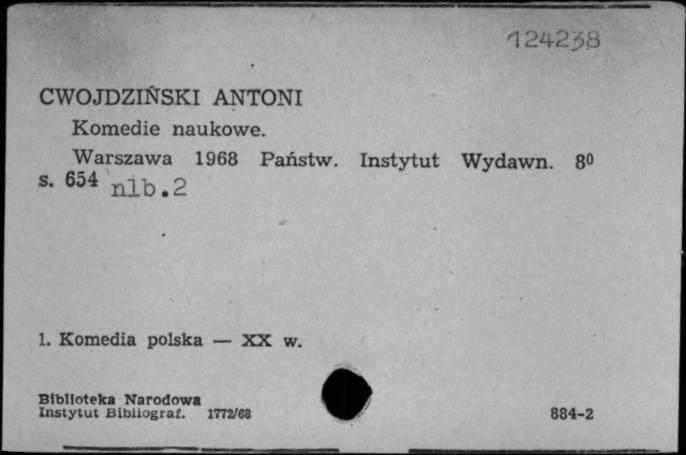 124238
CWOJDZIŃSKI ANTONI
Komedie naukowe.
Warszawa 1968 Państw. Instytut Wydawn. 8⁰
s. 654 nlb.2
1. Komedia polska — XX w.
Biblioteka Narodowa
Instytut Bibliograf. 1772/68
884-2